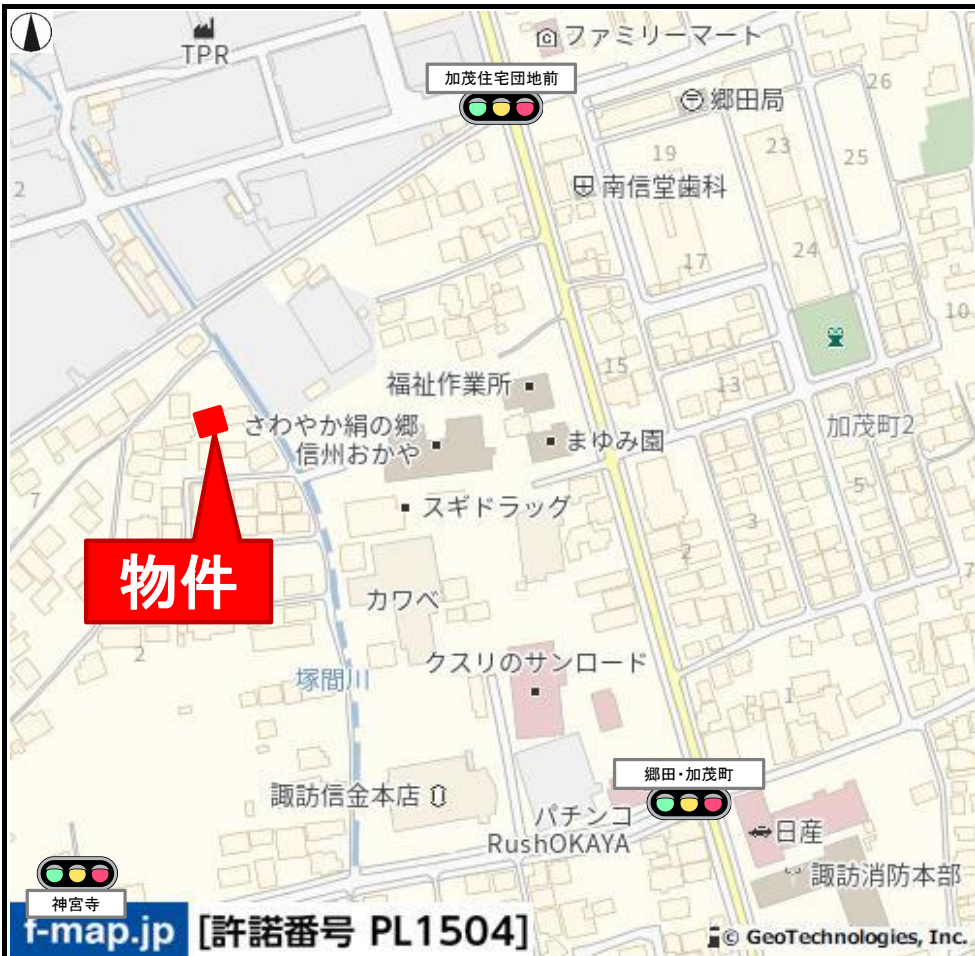 TPR
ファミリーマート
加茂住宅団地前
郷田局
26
19
23
25
2
南信堂歯科
17
24
10
15
福祉作業所
13
さわやか絹の郷
信州おかや
まゆみ園
加茂町2
7
5
スギドラッグ
3
物件
2
カワベ
7
2
クスリのサンロード
塚間川
1
郷田・加茂町
諏訪信金本店
パチンコ
RushOKAYA
日産
諏訪消防本部
神宮寺
f-map.jp [許諾番号 PL1504]
© GeoTechnologies, Inc.